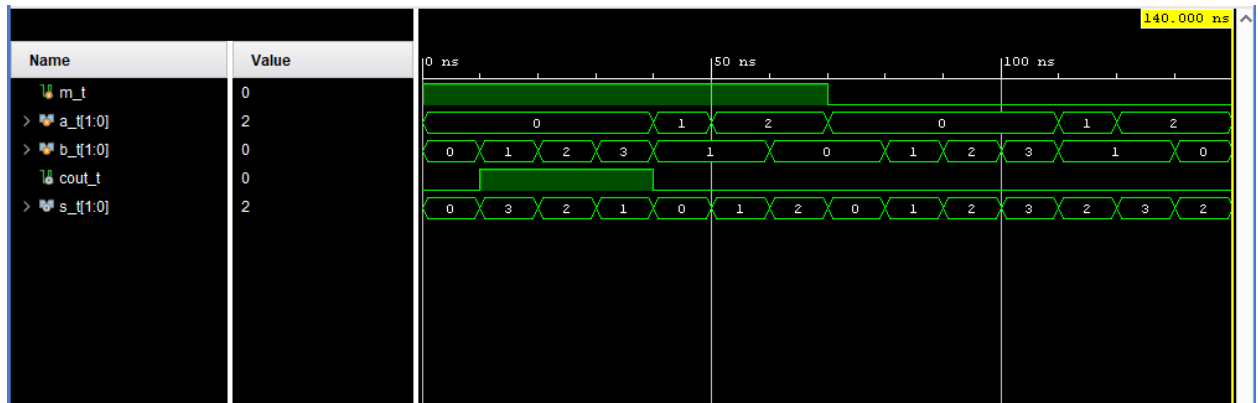 140.000 ns
Name Value 0 ns 50 ns 100 ns
m_t 0
> a_t[1:0] 2 0 1 2 0 1 2
> b_t[1:0] 0 0 1 2 3 1 0 1 2 3 1 0
cout_t 0
> s_t[1:0] 2 0 3 2 1 0 1 2 0 1 2 3 2 3 2